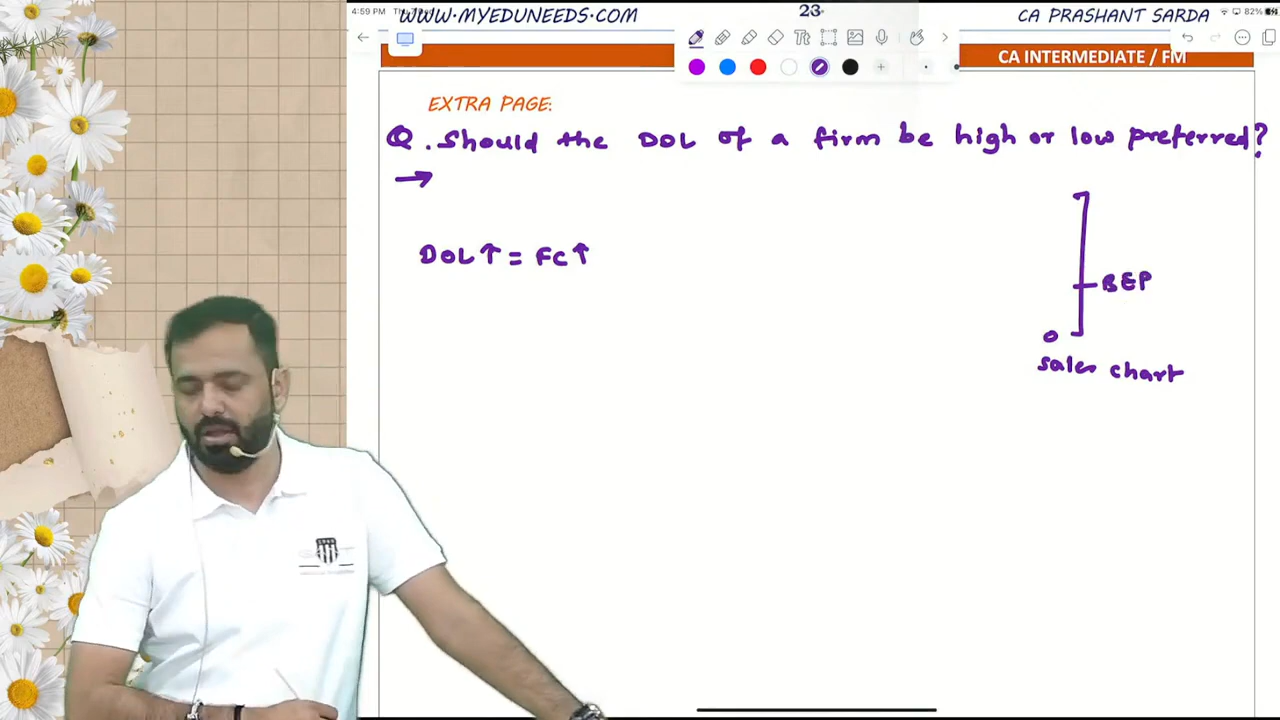 4:59 PM
WWW.MYEDUNEEDS.COM
23
CA PRASHANT SARDA
82%
Tt
CA INTERMEDIATE / FM
EXTRA PAGE:
Q. Should the DOL of a firm be high or low preferred?
→
DOL↑ = FC↑
BEP
0
Sales chart